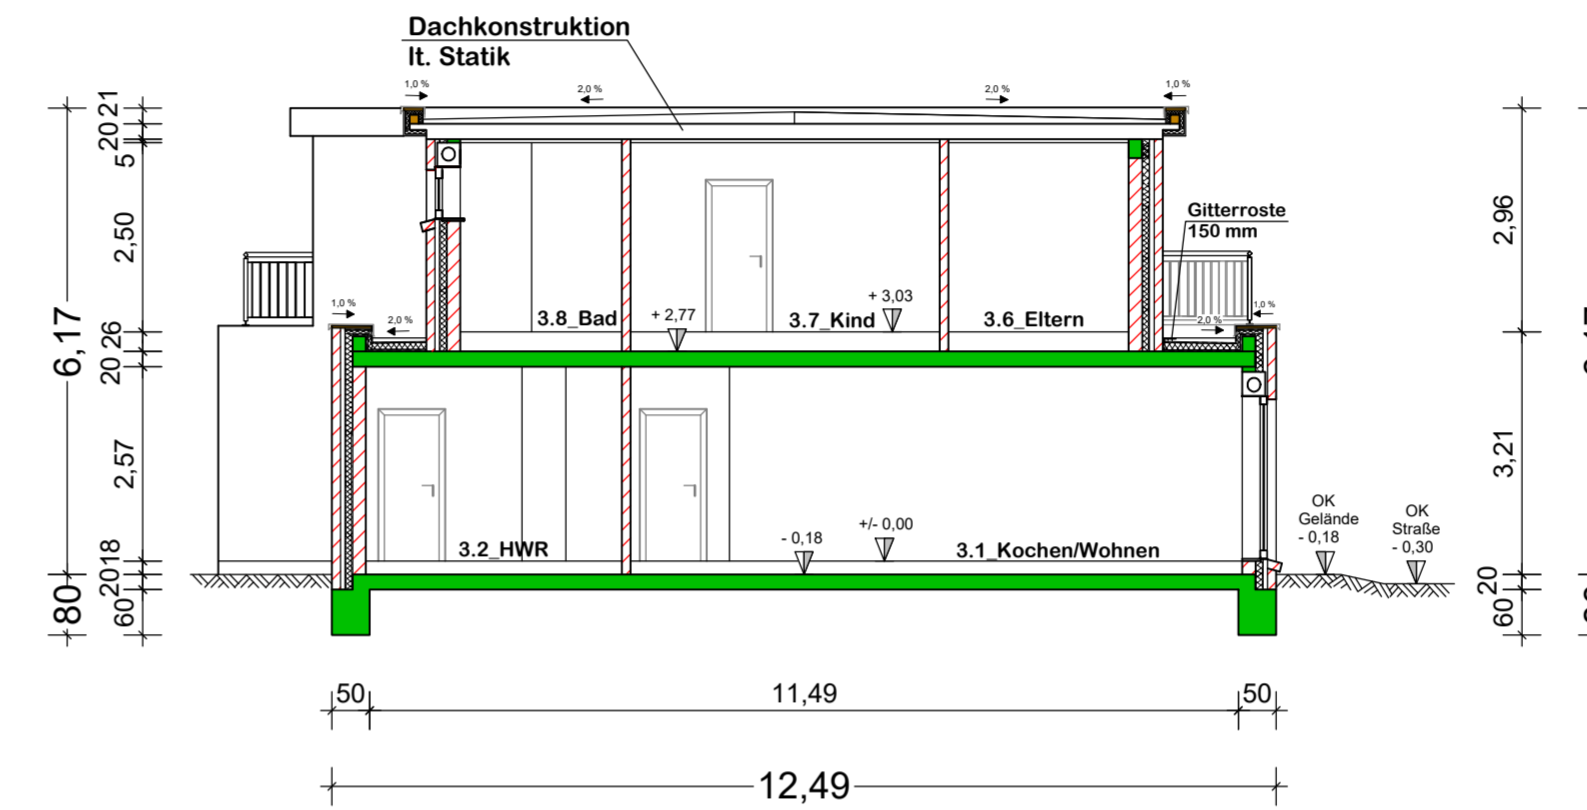 Dachkonstruktion
lt. Statik
1,0 %
2,0 %
2,0 %
1,0 %
21
20
5
2,50
26
20
2,57
18
20
60
6,17
80
2,96
3,21
20
60
Gitterroste
150 mm
1,0 %
2,0 %
2,0 %
1,0 %
3.8_Bad
+ 2,77
3.7_Kind
+ 3,03
3.6_Eltern
3.2_HWR
- 0,18
+/- 0,00
3.1_Kochen/Wohnen
OK
Gelände
- 0,18
OK
Straße
- 0,30
50
11,49
50
12,49